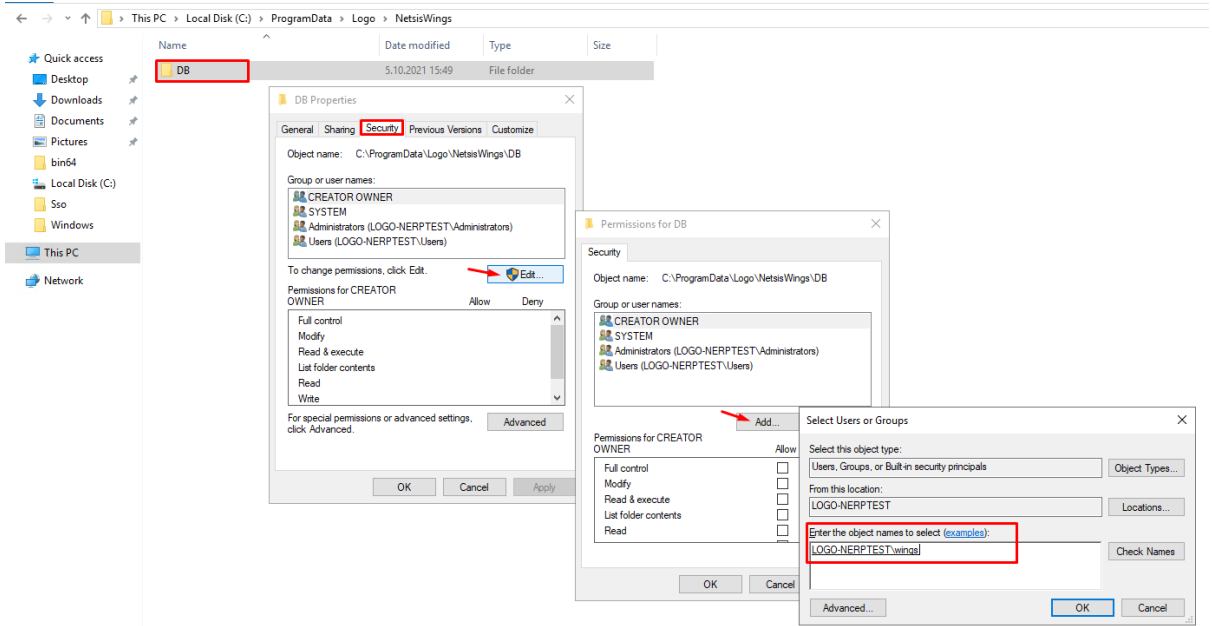 This PC > Local Disk (C:) > ProgramData > Logo > NetsisWings
Name Date modified Type Size
Quick access
Desktop
Downloads
Documents
Pictures
bin64
Local Disk (C:)
Sso
Windows
This PC
Network
DB 5.10.2021 15:49 File folder
DB Properties
General Sharing Security Previous Versions Customize
Object name: C:\ProgramData\Logo\NetsisWings\DB
Group or user names:
CREATOR OWNER
SYSTEM
Administrators (LOGO-NERPTEST\Administrators)
Users (LOGO-NERPTEST\Users)
To change permissions, click Edit.
Edit...
Permissions for CREATOR
OWNER Allow Deny
Full control
Modify
Read & execute
List folder contents
Read
Write
For special permissions or advanced settings,
click Advanced.
Advanced
OK Cancel Apply
Permissions for DB
Security
Object name: C:\ProgramData\Logo\NetsisWings\DB
Group or user names:
CREATOR OWNER
SYSTEM
Administrators (LOGO-NERPTEST\Administrators)
Users (LOGO-NERPTEST\Users)
Add...
Permissions for CREATOR
OWNER Allow
Full control
Modify
Read & execute
List folder contents
Read
OK Cancel
Select Users or Groups
Select this object type:
Users, Groups, or Built-in security principals
Object Types...
From this location:
LOGO-NERPTEST
Locations...
Enter the object names to select (examples):
LOGO-NERPTEST\wings
Check Names
Advanced...
OK Cancel